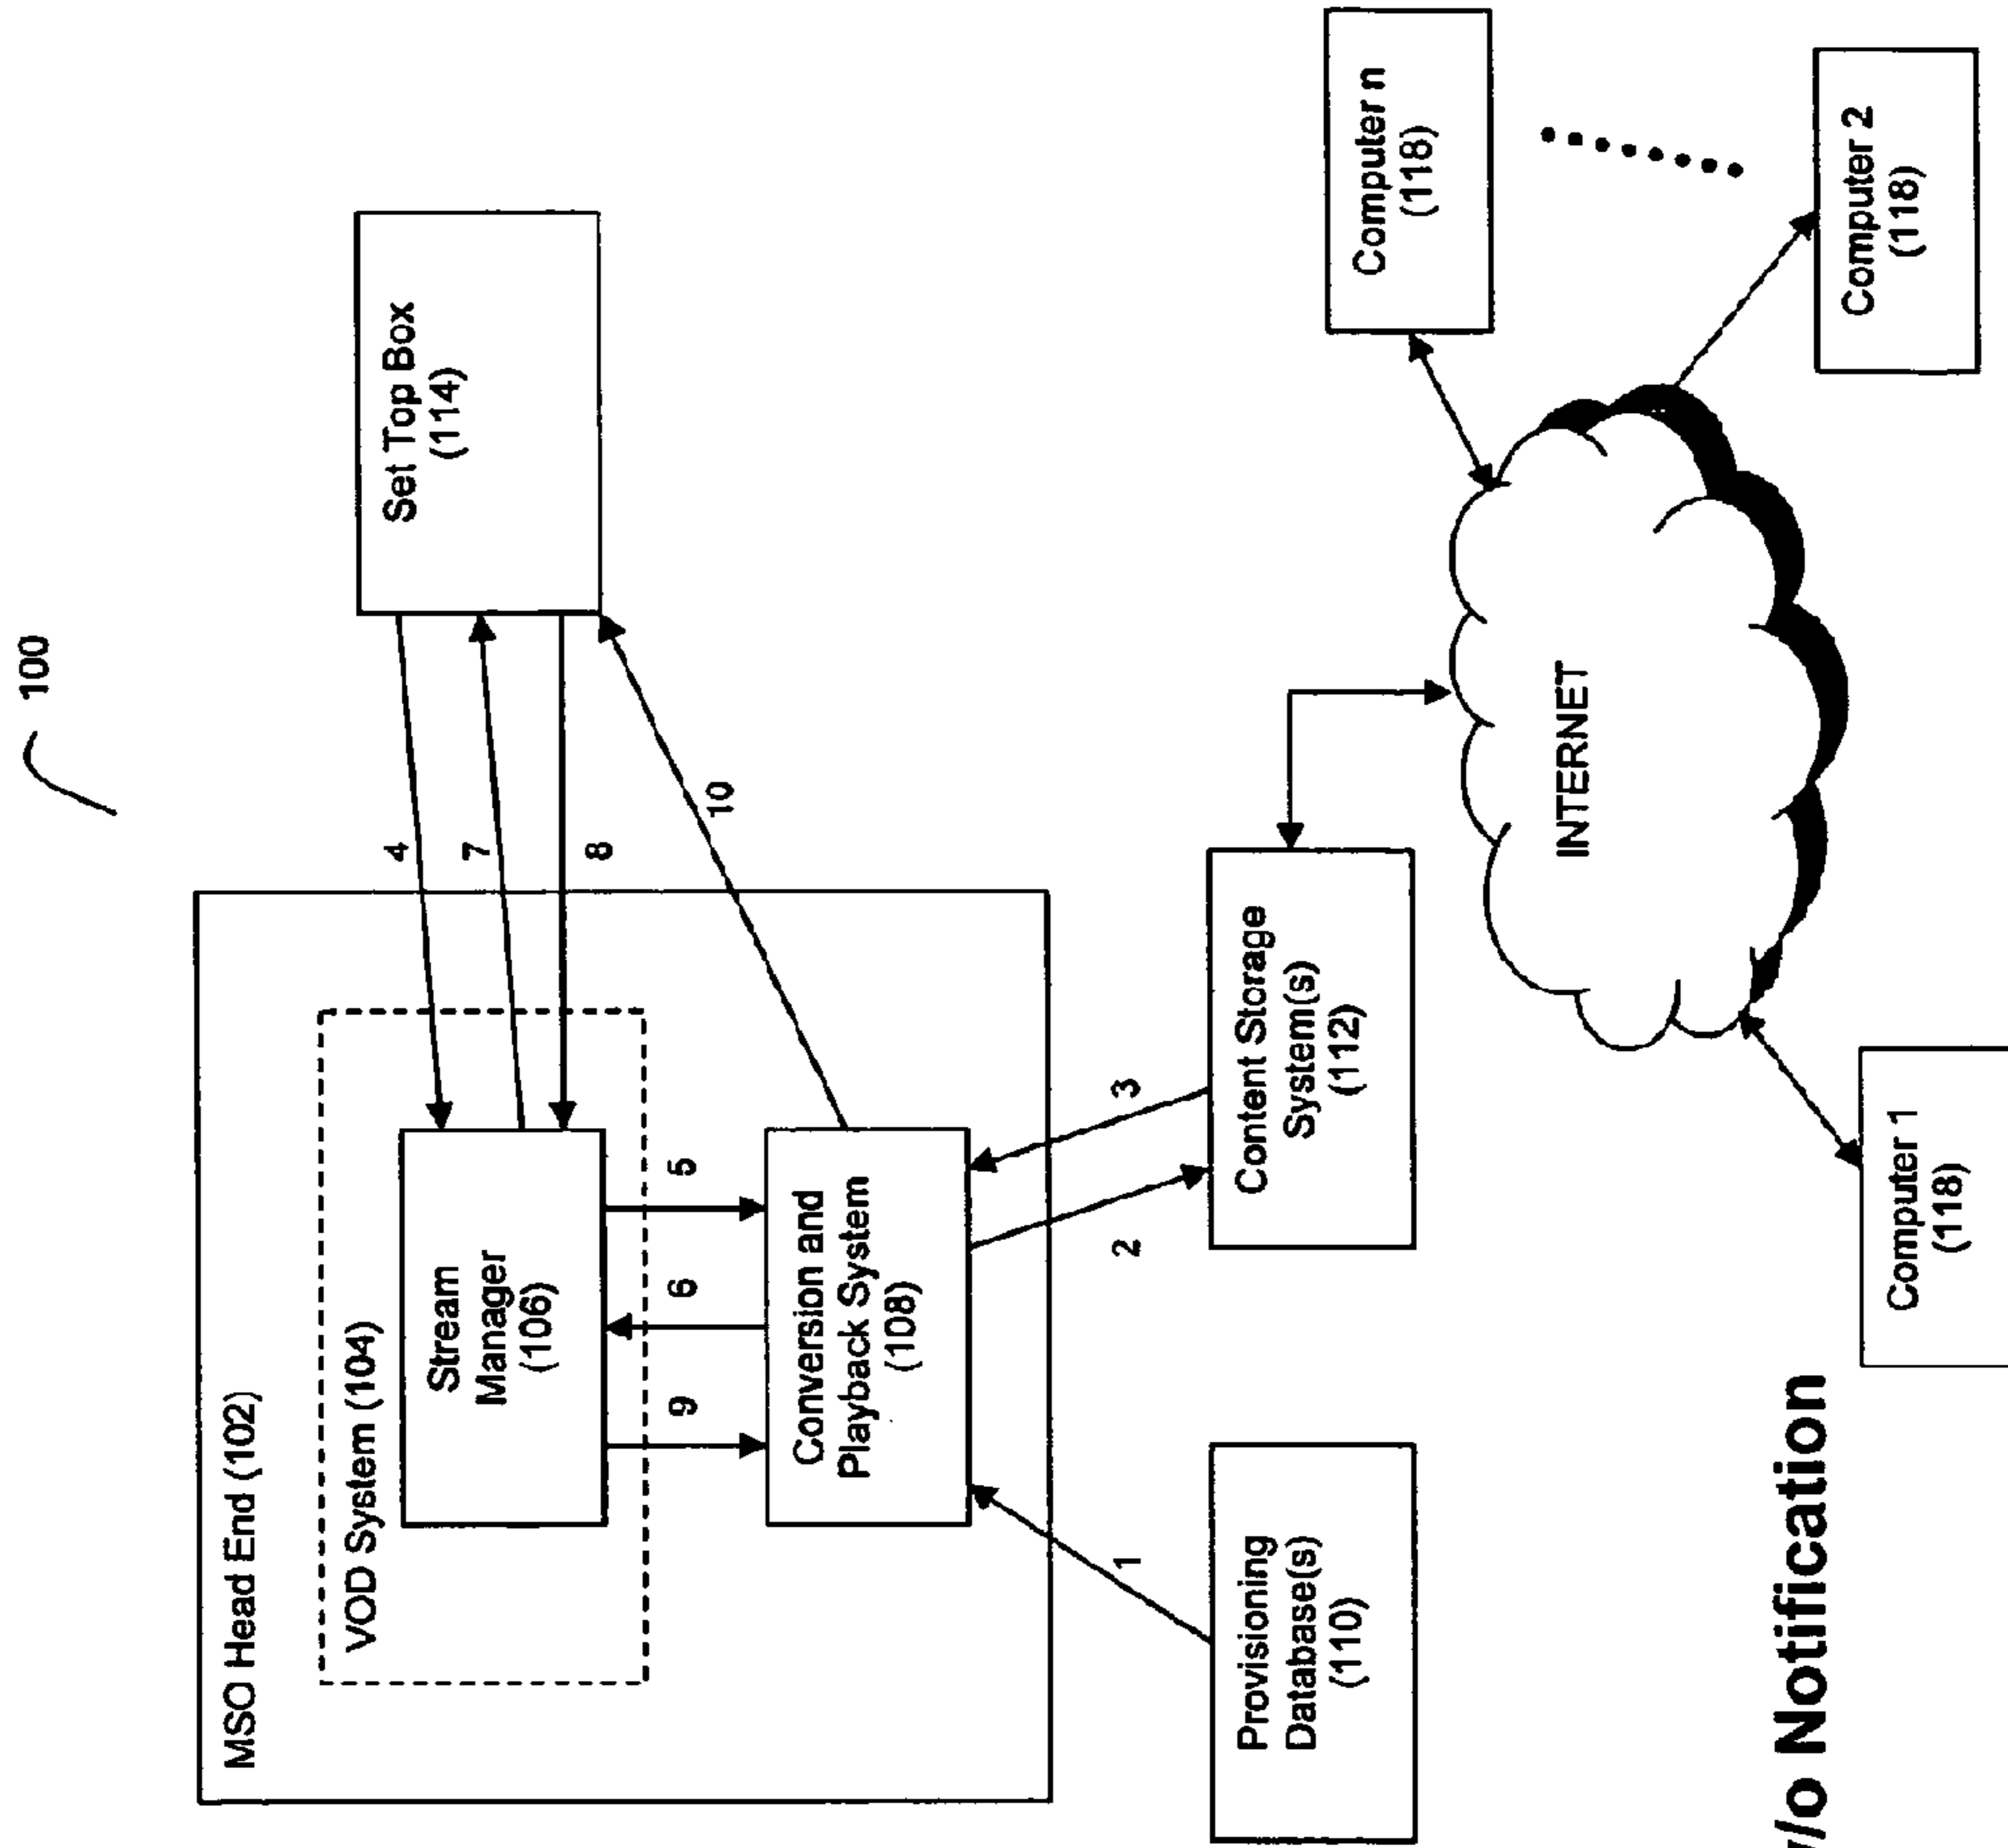 100
MSO Head End (102)
VOD System (104)
Stream
Manager
(106)
Set Top Box
(114)
4
7
8
9
6
5
10
Conversion and
Playback System
(108)
1
2
3
Provisioning
Database(s)
(110)
Content Storage
System(s)
(112)
INTERNET
Computer n
(118)
Computer 1
(118)
Computer 2
(118)
/o Notification